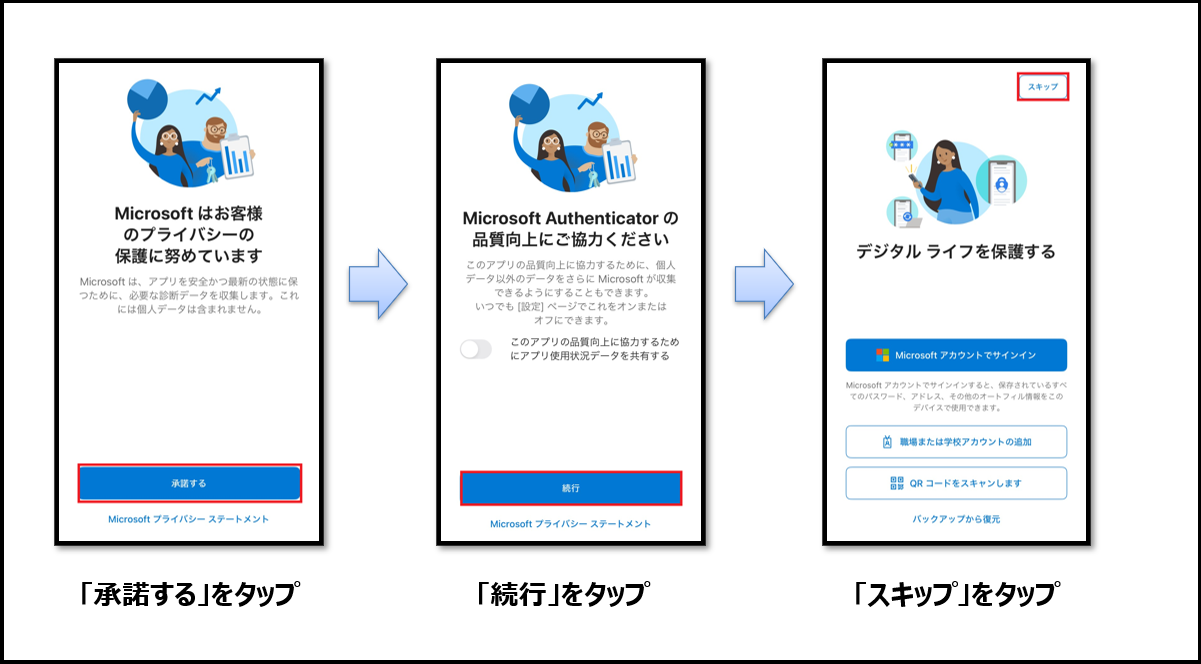 Microsoft はお客様
のプライバシーの
保護に努めています
Microsoft は、アプリを安全かつ最新の状態に保
つために、必要な診断データを収集します。これ
には個人データは含まれません。
承諾する
Microsoft プライバシー ステートメント
「承諾する」をタップ
Microsoft Authenticator の
品質向上にご協力ください
このアプリの品質向上に協力するために、個人
データ以外のデータをさらに Microsoft が収集
できるようにすることもできます。
いつでも [設定] ページでこれをオンまたは
オフにできます。
このアプリの品質向上に協力するため
にアプリ使用状況データを共有する
続行
Microsoft プライバシー ステートメント
「続行」をタップ
スキップ
デジタル ライフを保護する
Microsoft アカウントでサインイン
Microsoft アカウントでサインインすると、保存されているすべ
てのパスワード、アドレス、その他のオートフィル情報をこの
デバイスで使用できます。
職場または学校アカウントの追加
QR コードをスキャンします
バックアップから復元
「スキップ」をタップ